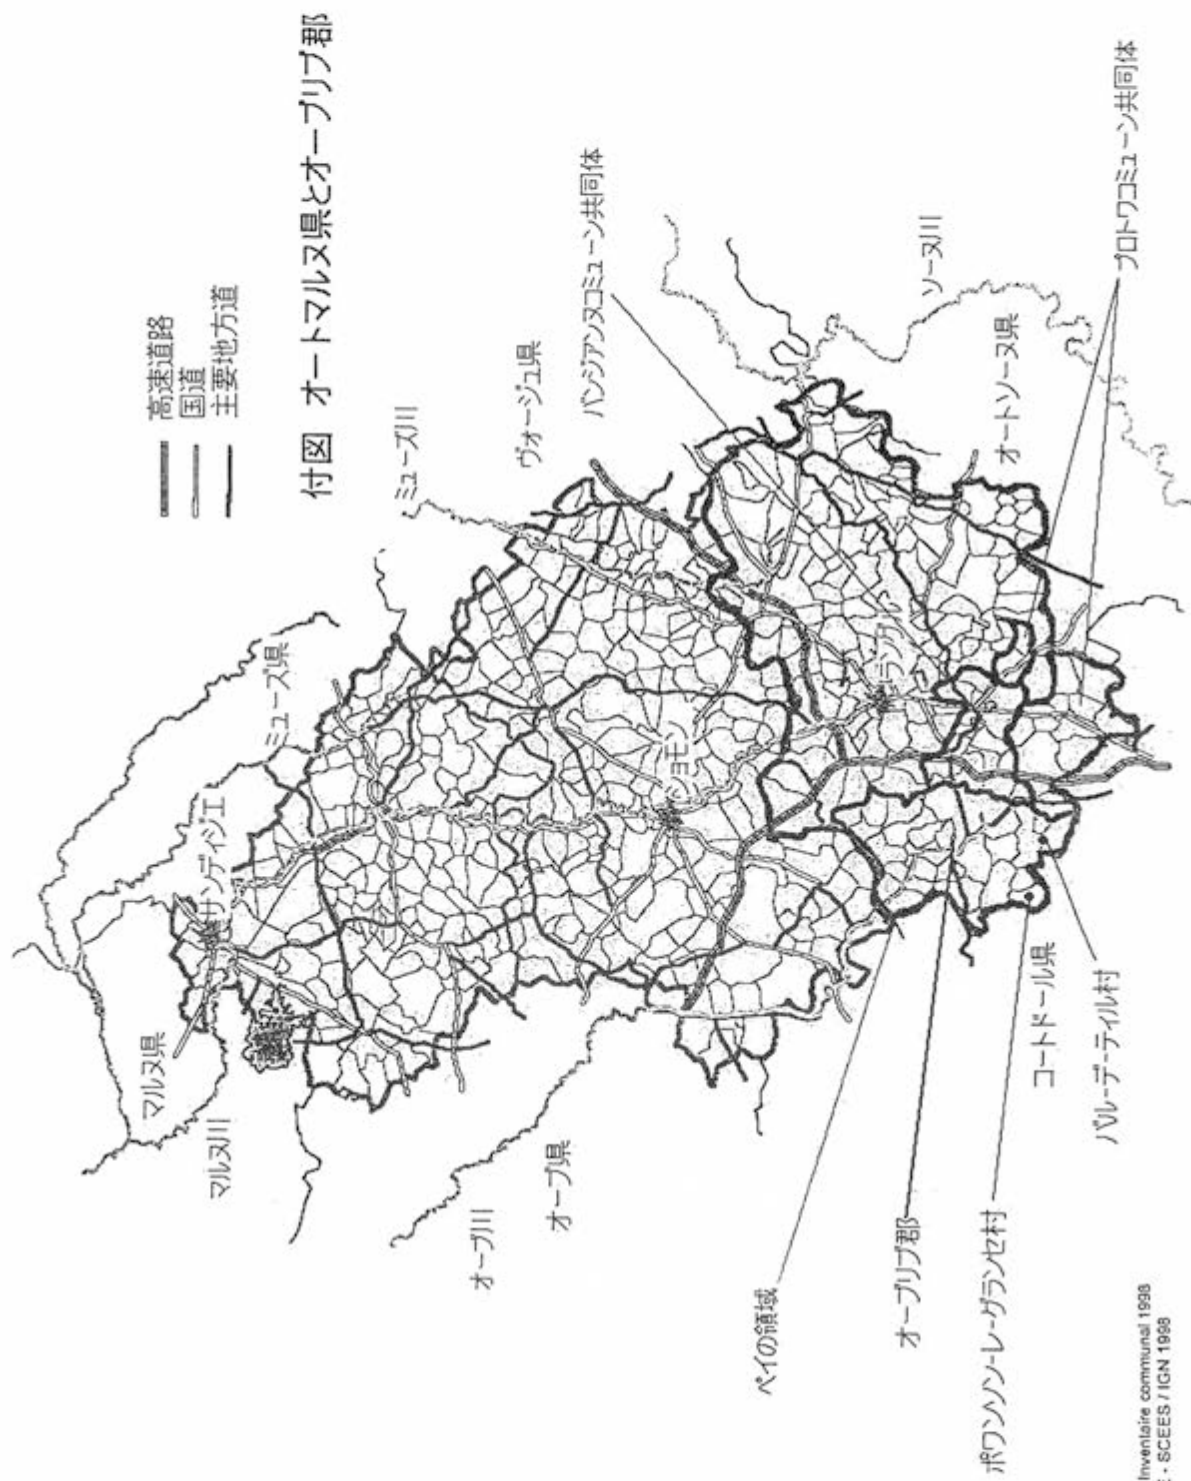 付図 オートマルヌ県とオーブリブ郡
高速道路
国道
主要地方道
ミューズ川
ヴォージュ県
バンジアンヌコミューン共同体
ソーヌ川
オートソーヌ県
プロトワコミューン共同体
ミューズ県
サンディジエ
ショモン
ラングル
マルヌ県
マルヌ川
オーブ川
オーブ県
コートドール県
バレーデーティル村
ペイの領域
オーブリブ郡
ポワンソン-レ-グランセ村
Inventaire communal 1998
E - SCEES / IGN 1998